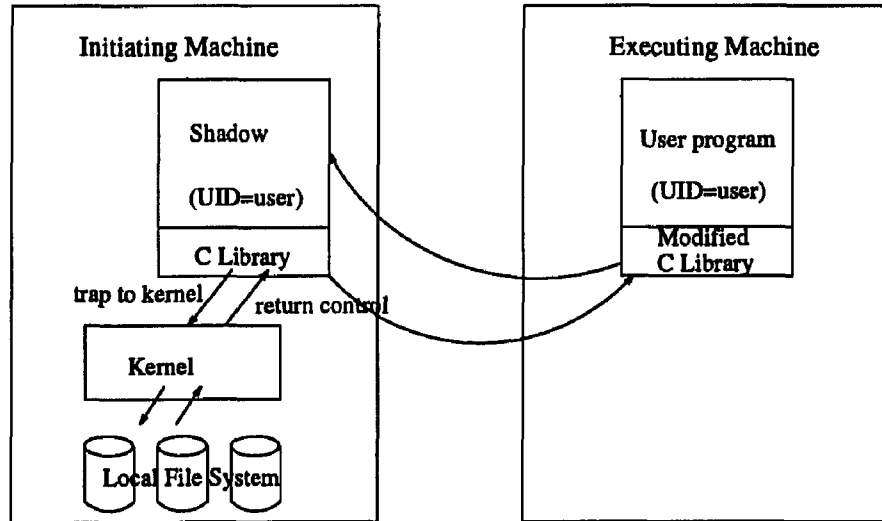 Initiating Machine
Executing Machine
Shadow
(UID=user)
C Library
User program
(UID=user)
Modified
C Library
trap to kernel
return control
Kernel
Local File System